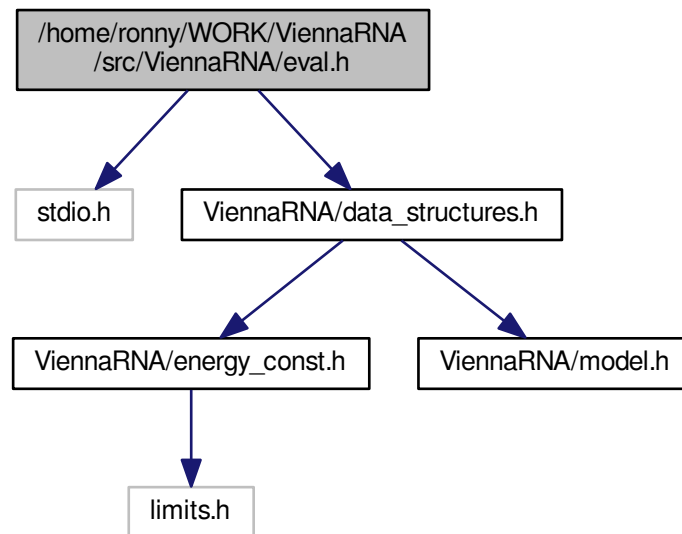 /home/ronny/WORK/ViennaRNA
/src/ViennaRNA/eval.h
stdio.h
ViennaRNA/data_structures.h
ViennaRNA/energy_const.h
ViennaRNA/model.h
limits.h